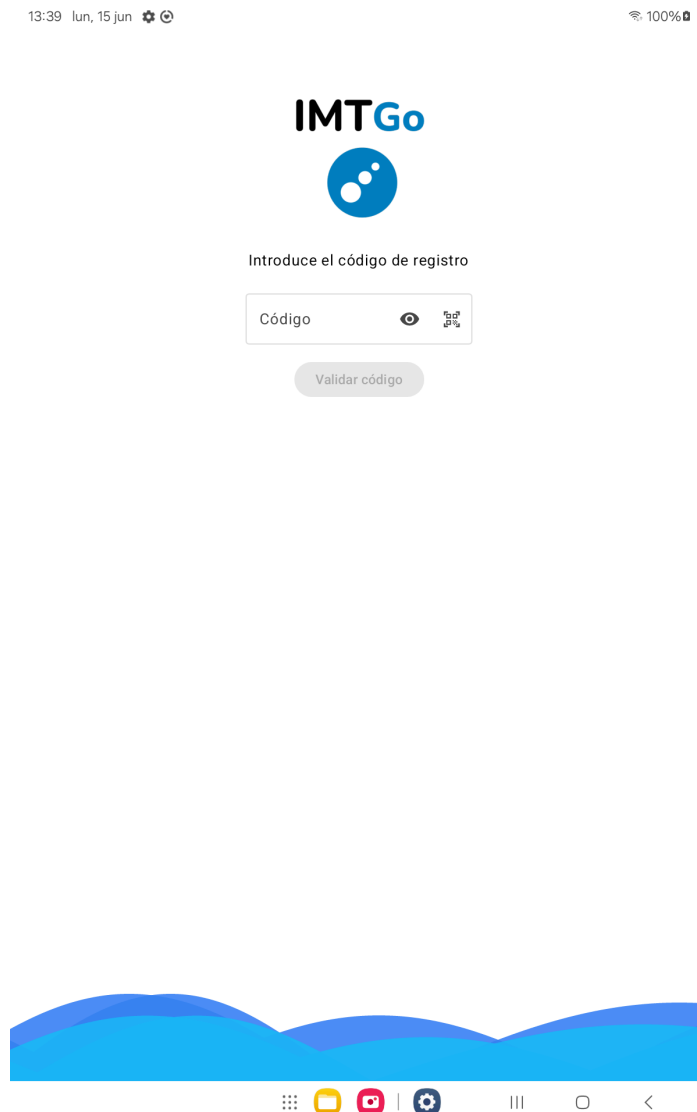 13:39 lun, 15 jun 100%
IMTGo
Introduce el código de registro
Código
Validar código